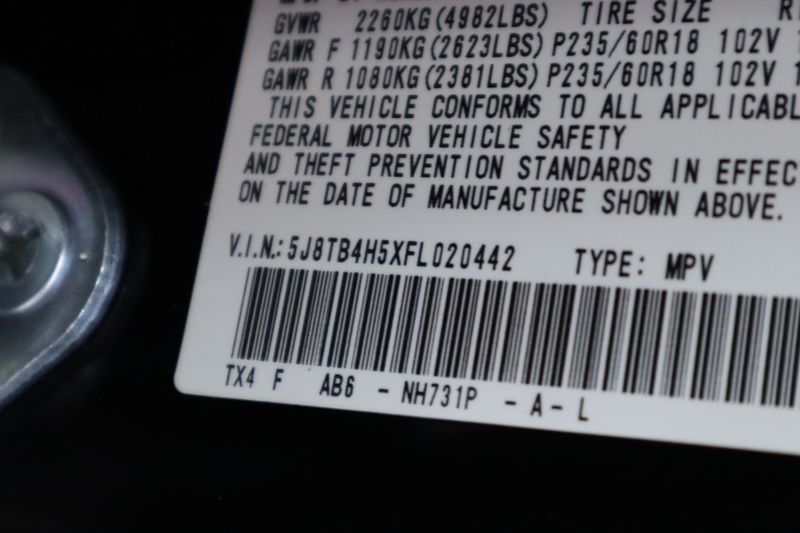 GVWR 2260KG(4982LBS) TIRE SIZE
GAWR F 1190KG(2623LBS) P235/60R18 102V
GAWR R 1080KG(2381LBS) P235/60R18 102V
THIS VEHICLE CONFORMS TO ALL APPLICABL
FEDERAL MOTOR VEHICLE SAFETY
AND THEFT PREVENTION STANDARDS IN EFFEC
ON THE DATE OF MANUFACTURE SHOWN ABOVE.
V.I.N.: 5J8TB4H5XFL020442 TYPE: MPV
TX4 F AB6 - NH731P - A - L